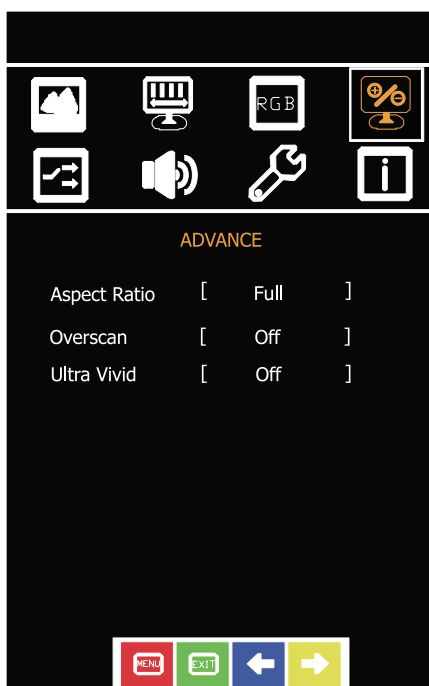 RGB
ADVANCE
Aspect Ratio [ Full ]
Overscan [ Off ]
Ultra Vivid [ Off ]
MENU EXIT